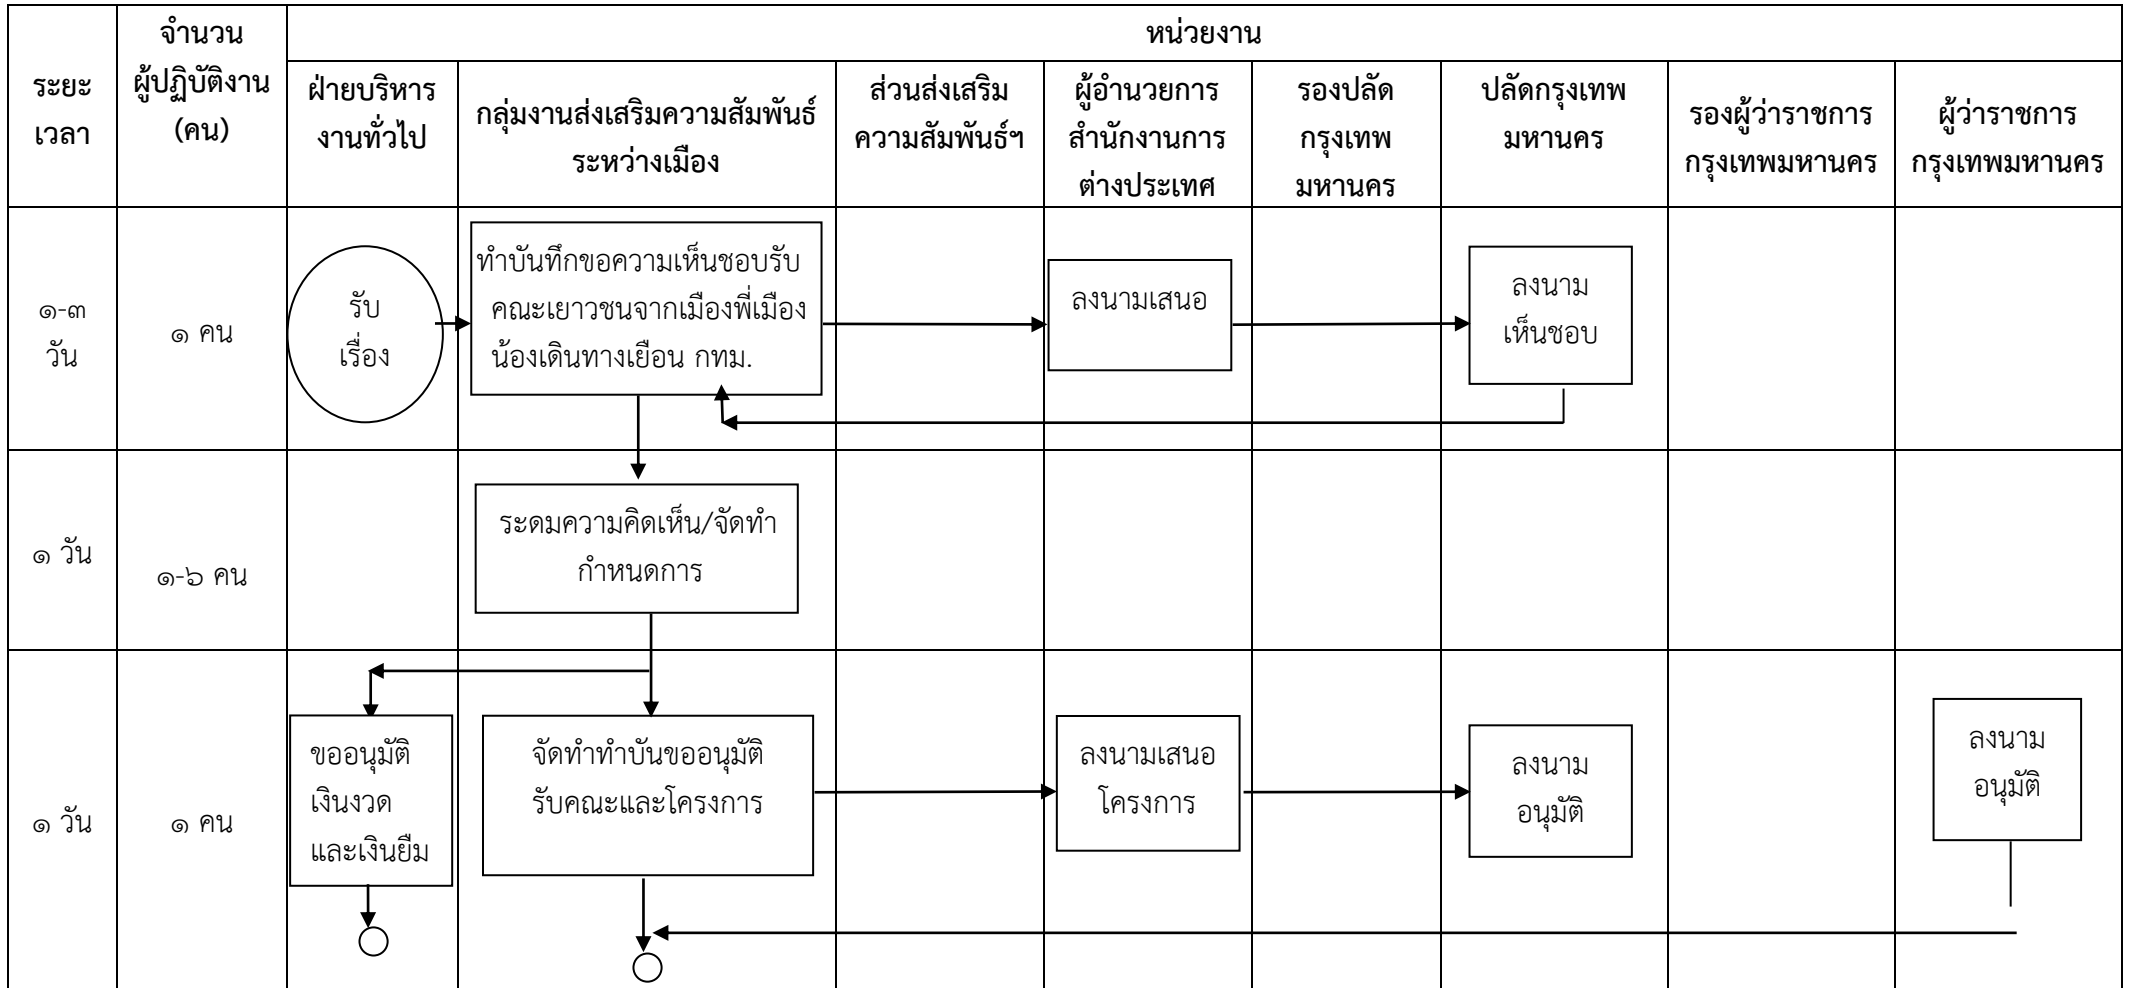 ระยะ
เวลา
จำนวน
ผู้ปฏิบัติงาน
(คน)
หน่วยงาน
ฝ่ายบริหาร
งานทั่วไป
กลุ่มงานส่งเสริมความสัมพันธ์
ระหว่างเมือง
ส่วนส่งเสริม
ความสัมพันธ์ฯ
ผู้อำนวยการ
สำนักงานการ
ต่างประเทศ
รองปลัด
กรุงเทพ
มหานคร
ปลัดกรุงเทพ
มหานคร
รองผู้ว่าราชการ
กรุงเทพมหานคร
ผู้ว่าราชการ
กรุงเทพมหานคร
๑-๓
วัน
๑ คน
รับ
เรื่อง
ทำบันทึกขอความเห็นชอบรับ
คณะเยาวชนจากเมืองพี่เมือง
น้องเดินทางเยือน กทม.
ลงนามเสนอ
ลงนาม
เห็นชอบ
๑ วัน
๑-๖ คน
ระดมความคิดเห็น/จัดทำ
กำหนดการ
๑ วัน
๑ คน
ขออนุมัติ
เงินงวด
และเงินยืม
จัดทำทำบันขออนุมัติ
รับคณะและโครงการ
ลงนามเสนอ
โครงการ
ลงนาม
อนุมัติ
ลงนาม
อนุมัติ